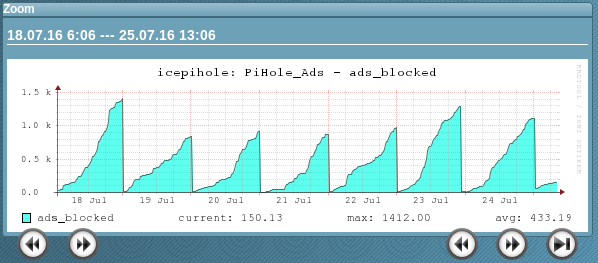 Zoom
18.07.16 6:06 --- 25.07.16 13:06
icepihole: PiHole_Ads - ads_blocked
RRDTOOL / TOBI OETIKER
1.5 k
1.0 k
0.5 k
0.0
18 Jul 19 Jul 20 Jul 21 Jul 22 Jul 23 Jul 24 Jul
ads_blocked current: 150.13 max: 1412.00 avg: 433.19